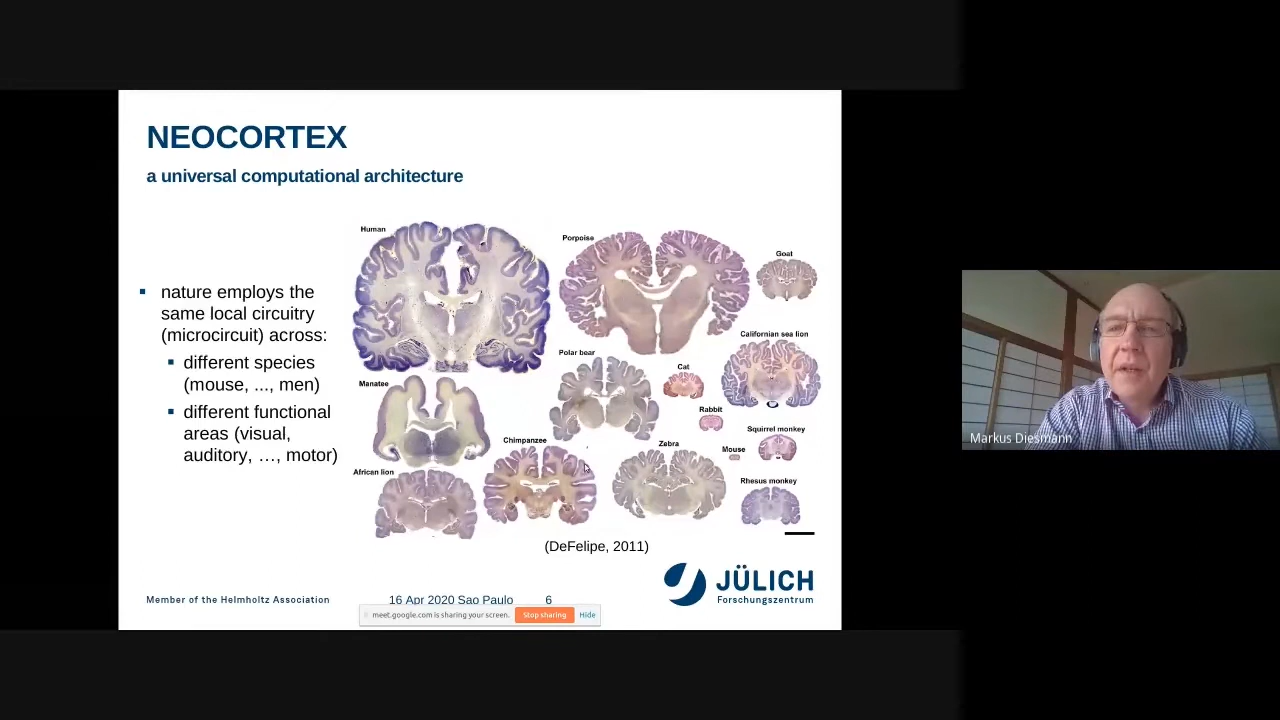 NEOCORTEX
a universal computational architecture
▪ nature employs the
same local circuitry
(microcircuit) across:
▪ different species
(mouse, ..., men)
▪ different functional
areas (visual,
auditory, …, motor)
Human
Porpoise
Goat
Californian sea lion
Polar bear
Cat
Manatee
Rabbit
Squirrel monkey
Chimpanzee
Zebra
Mouse
African lion
Rhesus monkey
(DeFelipe, 2011)
JÜLICH
Forschungszentrum
Member of the Helmholtz Association
16 Apr 2020 Sao Paulo
6
meet.google.com is sharing your screen.
Stop sharing
Hide
Markus Diesmann